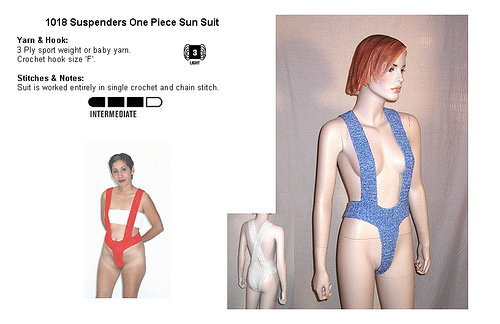 1018 Suspenders One Piece Sun Suit
Yarn & Hook:
3 Ply sport weight or baby yarn.
Crochet hook size 'F'.
3
LIGHT
Stitches & Notes:
Suit is worked entirely in single crochet and chain stitch.
INTERMEDIATE